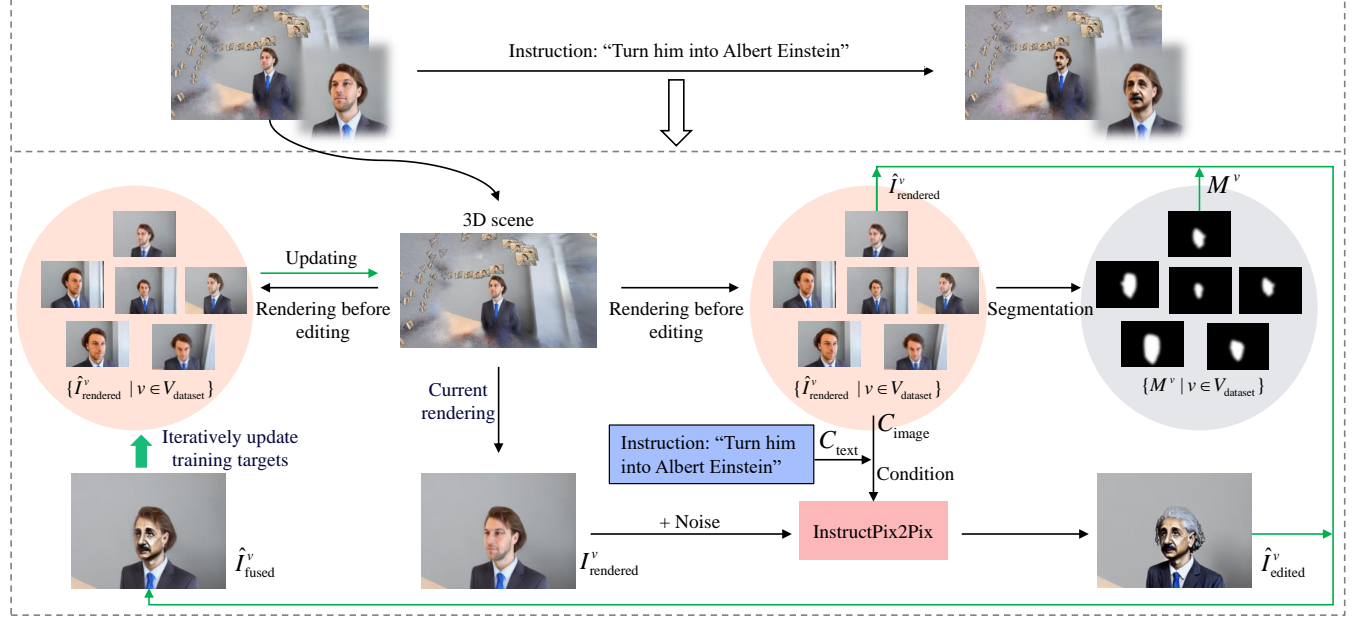 Instruction: “Turn him into Albert Einstein”
Î^v_rendered
M^v
3D scene
Updating
Rendering before
editing
Rendering before
editing
Segmentation
{Î^v_rendered | v ∈ V_dataset}
{Î^v_rendered | v ∈ V_dataset}
{M^v | v ∈ V_dataset}
Current
rendering
Iteratively update
training targets
Instruction: “Turn him
into Albert Einstein”
C_text
C_image
Condition
+ Noise
InstructPix2Pix
Î^v_fused
I^v_rendered
Î^v_edited